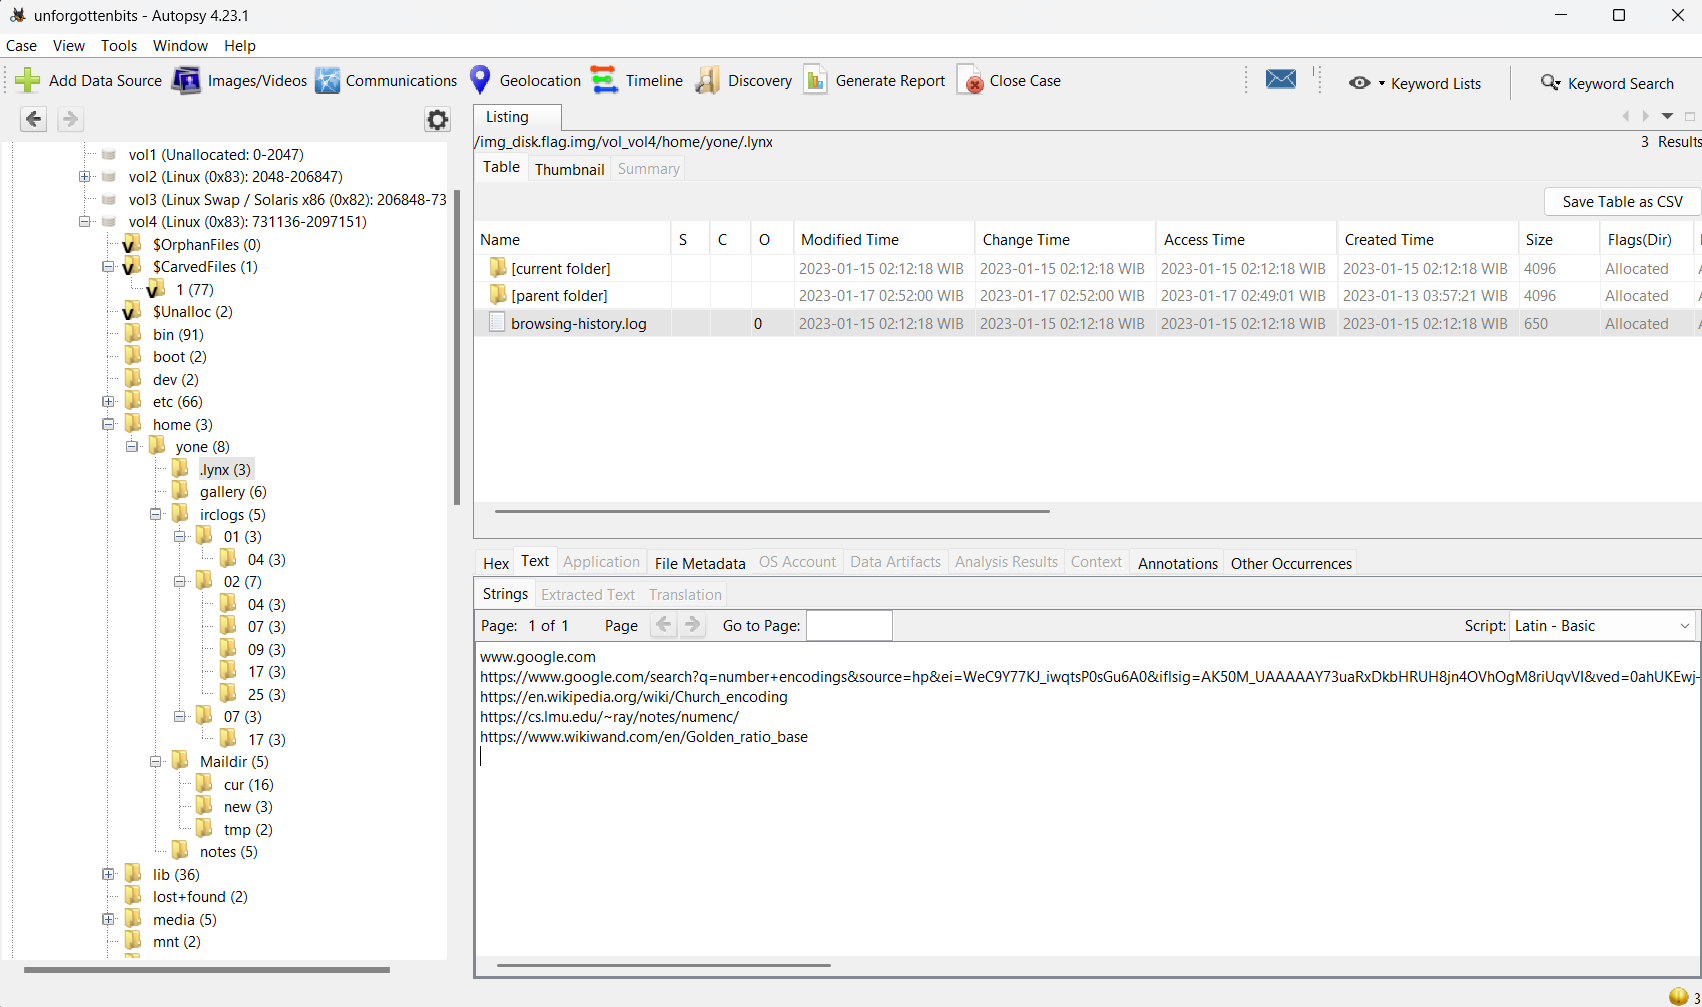 unforgottenbits - Autopsy 4.23.1
Case View Tools Window Help
Add Data Source Images/Videos Communications Geolocation Timeline Discovery Generate Report Close Case Keyword Lists Keyword Search
vol1 (Unallocated: 0-2047)
vol2 (Linux (0x83): 2048-206847)
vol3 (Linux Swap / Solaris x86 (0x82): 206848-73
vol4 (Linux (0x83): 731136-2097151)
$OrphanFiles (0)
$CarvedFiles (1)
1 (77)
$Unalloc (2)
bin (91)
boot (2)
dev (2)
etc (66)
home (3)
yone (8)
.lynx (3)
gallery (6)
irclogs (5)
01 (3)
04 (3)
02 (7)
04 (3)
07 (3)
09 (3)
17 (3)
25 (3)
07 (3)
17 (3)
Maildir (5)
cur (16)
new (3)
tmp (2)
notes (5)
lib (36)
lost+found (2)
media (5)
mnt (2)
Listing
/img_disk.flag.img/vol_vol4/home/yone/.lynx
3 Results
Table Thumbnail Summary
Save Table as CSV
Name S C O Modified Time Change Time Access Time Created Time Size Flags(Dir)
[current folder] 2023-01-15 02:12:18 WIB 2023-01-15 02:12:18 WIB 2023-01-15 02:12:18 WIB 2023-01-15 02:12:18 WIB 4096 Allocated
[parent folder] 2023-01-17 02:52:00 WIB 2023-01-17 02:52:00 WIB 2023-01-17 02:49:01 WIB 2023-01-13 03:57:21 WIB 4096 Allocated
browsing-history.log 0 2023-01-15 02:12:18 WIB 2023-01-15 02:12:18 WIB 2023-01-15 02:12:18 WIB 2023-01-15 02:12:18 WIB 650 Allocated
Hex Text Application File Metadata OS Account Data Artifacts Analysis Results Context Annotations Other Occurrences
Strings Extracted Text Translation
Page: 1 of 1 Page Go to Page: Script: Latin - Basic
www.google.com
https://www.google.com/search?q=number+encodings&source=hp&ei=WeC9Y77KJ_iwqtsP0sGu6A0&iflsig=AK50M_UAAAAAY73uaRxDkbHRUH8jn4OVhOgM8riUqvVI&ved=0ahUKEwj-
https://en.wikipedia.org/wiki/Church_encoding
https://cs.lmu.edu/~ray/notes/numenc/
https://www.wikiwand.com/en/Golden_ratio_base
3